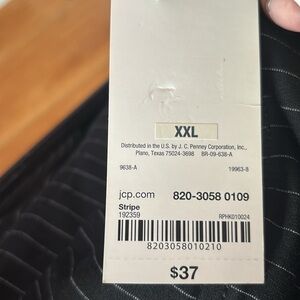 XXL
Distributed in the U.S. by J. C. Penney Corporation, Inc.,
Plano, Texas 75024-3698 BR-09-638-A
9638-A 19963-8
jcp.com 820-3058 0109
Stripe
192359 RPHK010024
8203058010210
$37